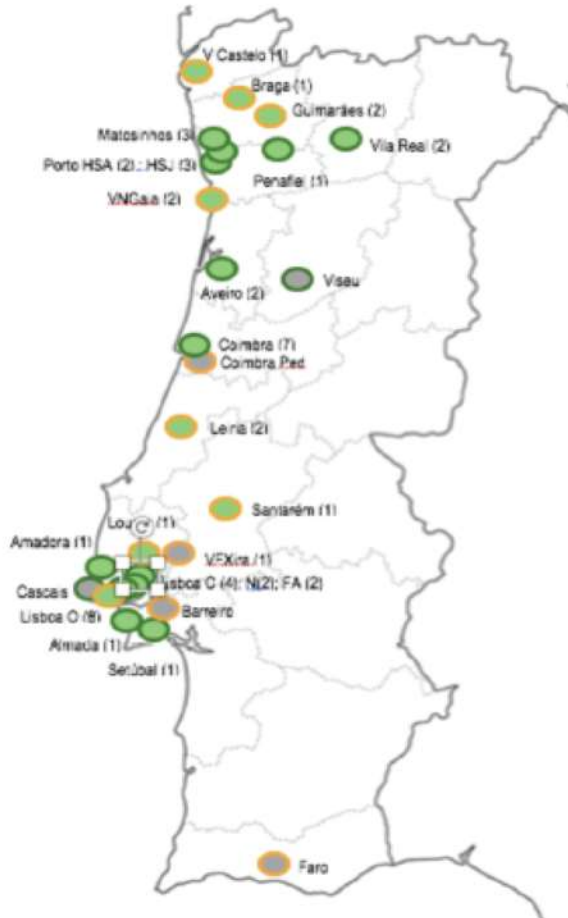 V Castelo (1)
Braga (1)
Guimarães (2)
Matosinhos (3)
Vila Real (2)
Porto HSA (2) : HSJ (3)
Penafiel (1)
VNGaia (2)
Viseu
Aveiro (2)
Coimbra (7)
Coimbra Ped
Leiria (2)
Santarém (1)
(1)
Amadora (1)
VFXira (1)
Lisboa C (4); N(2); FA (2)
Cascais
Barreiro
Lisboa O (8)
Almada (1)
Setúbal (1)
Faro